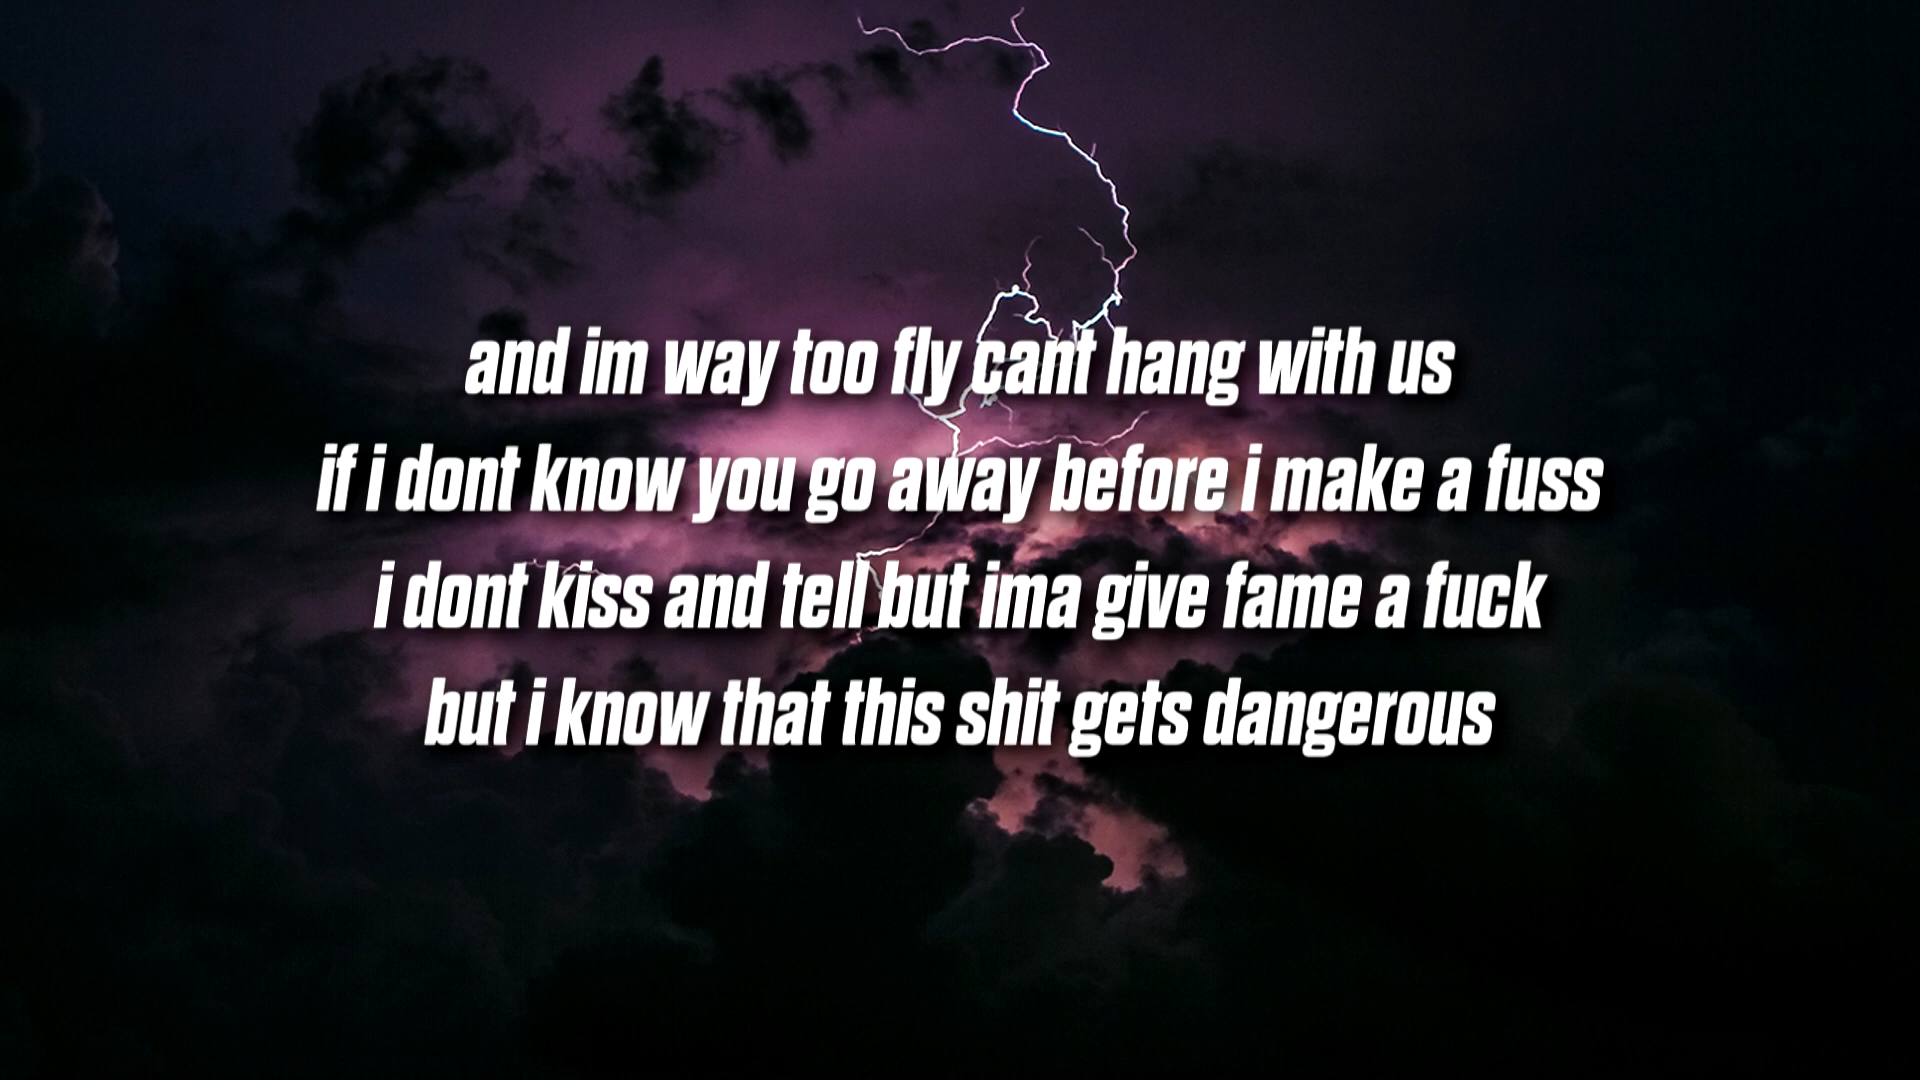 and im way too fly cant hang with us
if i dont know you go away before i make a fuss
i dont kiss and tell but ima give fame a fuck
but i know that this shit gets dangerous